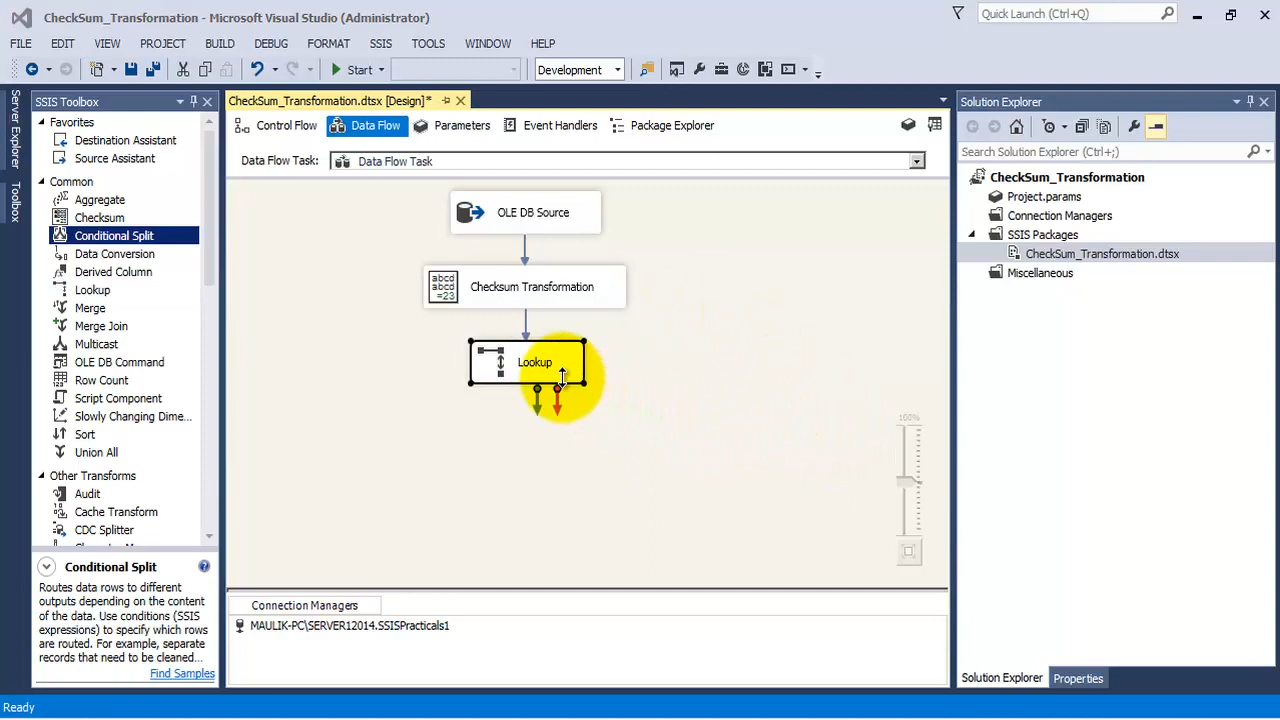 CheckSum_Transformation - Microsoft Visual Studio (Administrator)
Quick Launch (Ctrl+Q)
FILE EDIT VIEW PROJECT BUILD DEBUG FORMAT SSIS TOOLS WINDOW HELP
Start Development
Server Explorer
Toolbox
SSIS Toolbox
Favorites
Destination Assistant
Source Assistant
Common
Aggregate
Checksum
Conditional Split
Data Conversion
Derived Column
Lookup
Merge
Merge Join
Multicast
OLE DB Command
Row Count
Script Component
Slowly Changing Dime...
Sort
Union All
Other Transforms
Audit
Cache Transform
CDC Splitter
Conditional Split
Routes data rows to different
outputs depending on the content
of the data. Use conditions (SSIS
expressions) to specify which rows
are routed. For example, separate
records that need to be cleaned...
Find Samples
CheckSum_Transformation.dtsx [Design]*
Control Flow Data Flow Parameters Event Handlers Package Explorer
Data Flow Task: Data Flow Task
OLE DB Source
abcd
abcd
=23
Checksum Transformation
Lookup
100%
Connection Managers
MAULIK-PC\SERVER12014.SSISPracticals1
Solution Explorer
Search Solution Explorer (Ctrl+;)
CheckSum_Transformation
Project.params
Connection Managers
SSIS Packages
CheckSum_Transformation.dtsx
Miscellaneous
Solution Explorer Properties
Ready